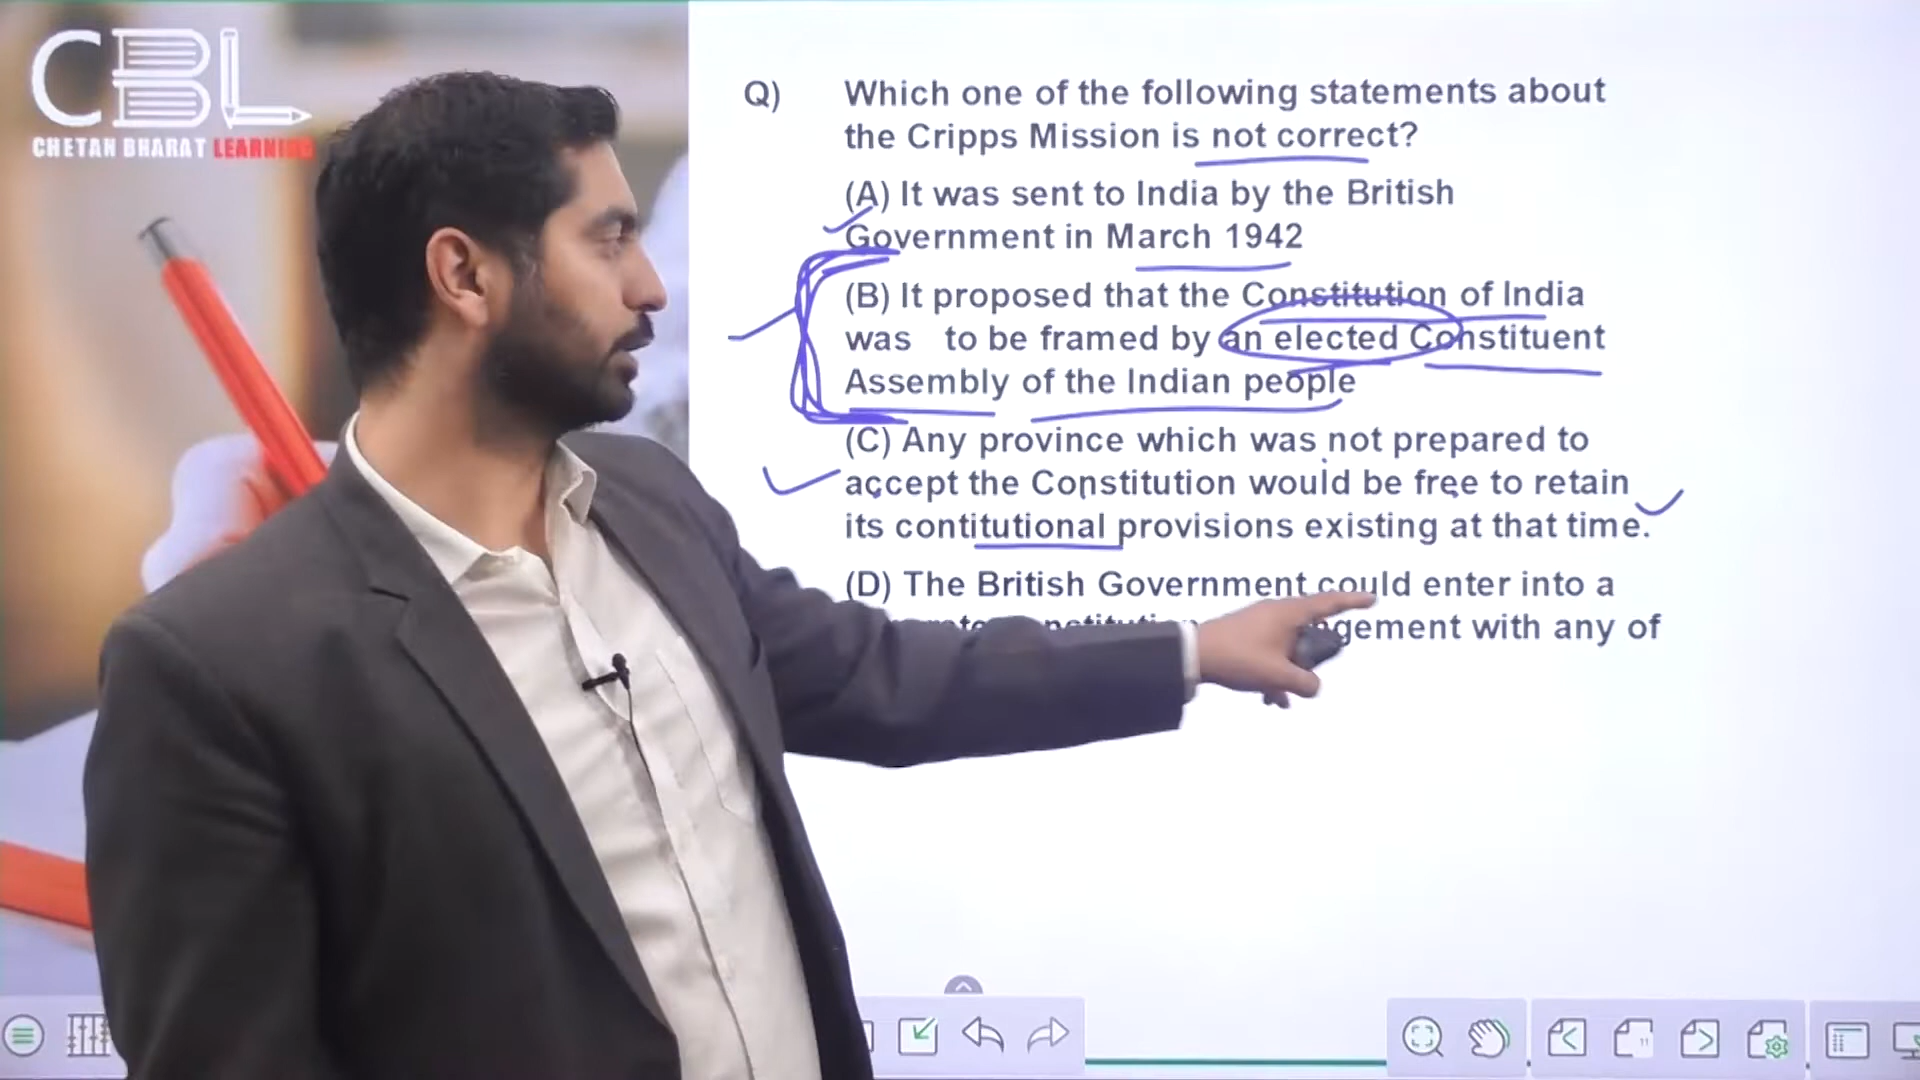 CBL
CHETAN BHARAT LEARNING
Q) Which one of the following statements about
the Cripps Mission is not correct?
(A) It was sent to India by the British
Government in March 1942
(B) It proposed that the Constitution of India
was to be framed by an elected Constituent
Assembly of the Indian people
(C) Any province which was not prepared to
accept the Constitution would be free to retain
its contitutional provisions existing at that time.
(D) The British Government could enter into a
with any of